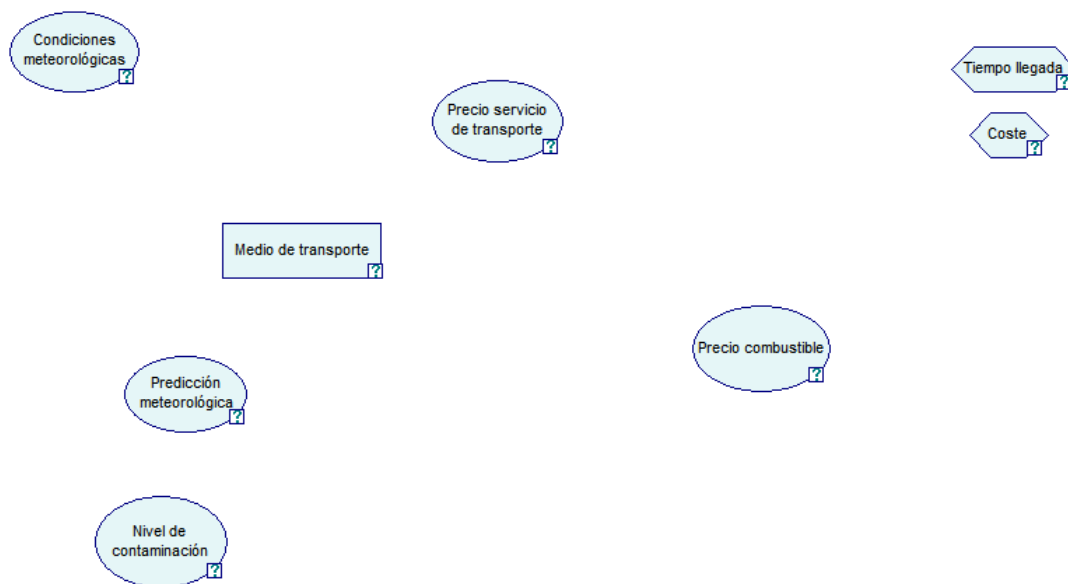 Condiciones
meteorológicas
?
Tiempo llegada
?
Precio servicio
de transporte
?
Coste
?
Medio de transporte
?
Precio combustible
?
Predicción
meteorológica
?
Nivel de
contaminación
?